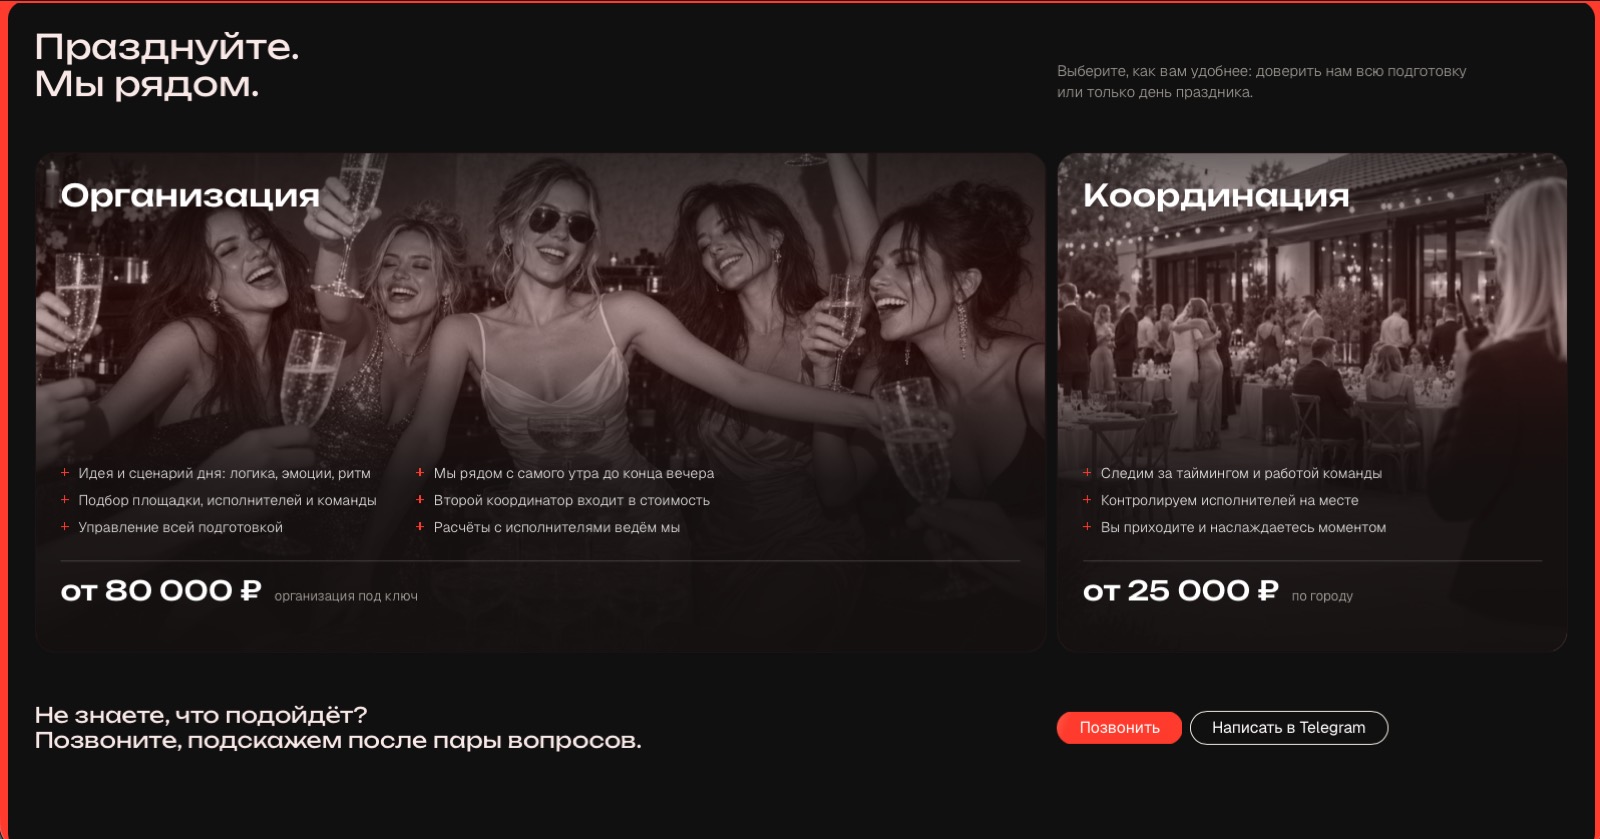 Празднуйте.
Мы рядом.
Выберите, как вам удобнее: доверить нам всю подготовку
или только день праздника.
Организация
+ Идея и сценарий дня: логика, эмоции, ритм
+ Подбор площадки, исполнителей и команды
+ Управление всей подготовкой
+ Мы рядом с самого утра до конца вечера
+ Второй координатор входит в стоимость
+ Расчёты с исполнителями ведём мы
от 80 000 ₽ организация под ключ
Координация
+ Следим за таймингом и работой команды
+ Контролируем исполнителей на месте
+ Вы приходите и наслаждаетесь моментом
от 25 000 ₽ по городу
Не знаете, что подойдёт?
Позвоните, подскажем после пары вопросов.
Позвонить
Написать в Telegram